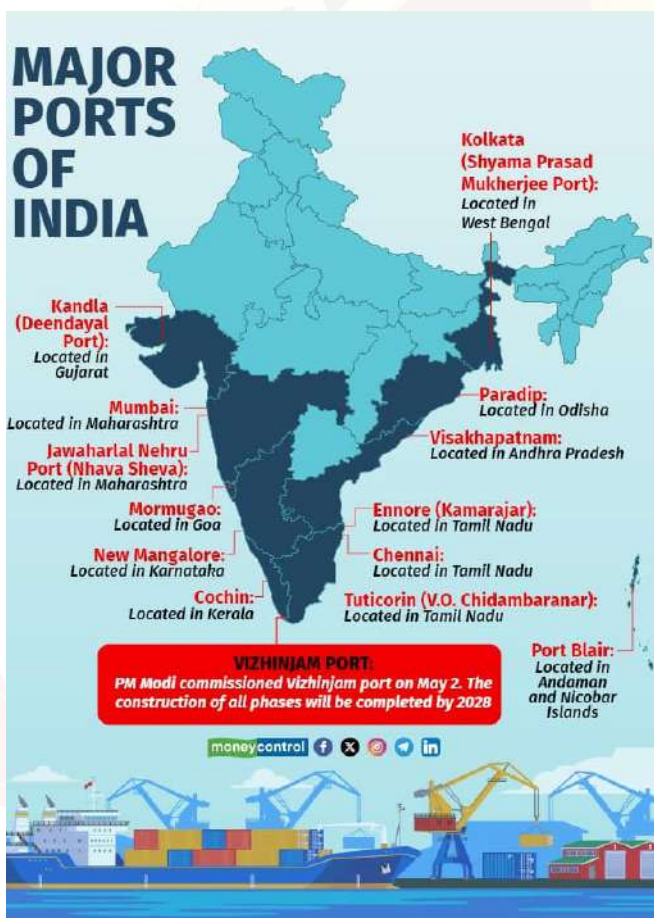 MAJOR
PORTS
OF
INDIA
Kolkata
(Shyama Prasad
Mukherjee Port):
Located in
West Bengal
Kandla
(Deendayal
Port):
Located in
Gujarat
Mumbai:
Located in Maharashtra
Jawaharlal Nehru
Port (Nhava Sheva):
Located in Maharashtra
Mormugao:
Located in Goa
New Mangalore:
Located in Karnataka
Cochin:
Located in Kerala
Paradip:
Located in Odisha
Visakhapatnam:
Located in Andhra Pradesh
Ennore (Kamarajar):
Located in Tamil Nadu
Chennai:
Located in Tamil Nadu
Tuticorin (V.O. Chidambaranar):
Located in Tamil Nadu
Port Blair:
Located in
Andaman
and Nicobar
Islands
VIZHINJAM PORT:
PM Modi commissioned Vizhinjam port on May 2. The
construction of all phases will be completed by 2028
moneycontrol